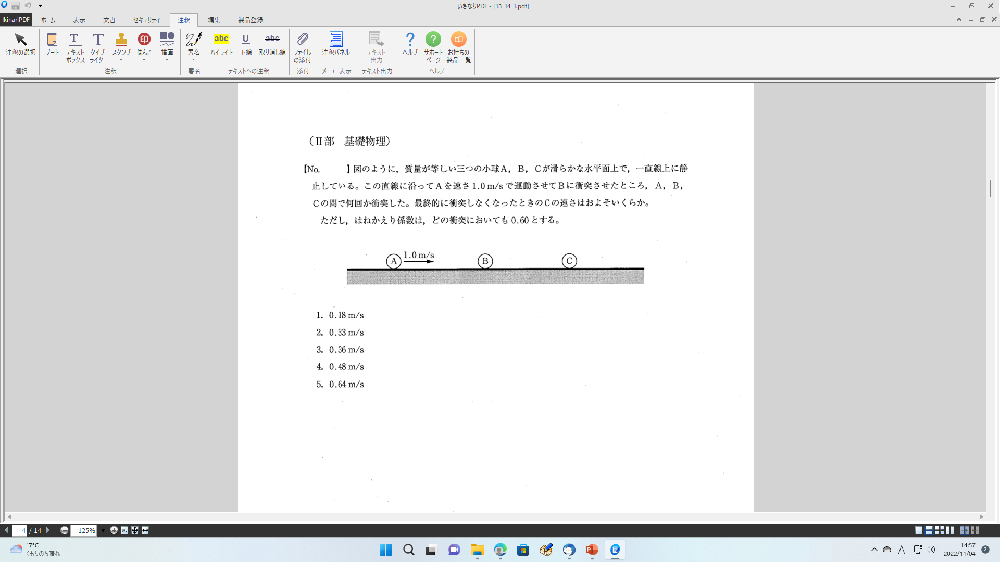 いきなりPDF - [13_14_1.pdf]
IkinariPDF ホーム 表示 文書 セキュリティ 注釈 編集 製品登録
注釈の選択
選択
ノート
テキスト
ボックス
タイプ
ライター
スタンプ
はんこ
描画
注釈
署名
署名
abc
ハイライト
U
下線
abc
取り消し線
テキストへの注釈
ファイル
の添付
添付
注釈パネル
メニュー表示
テキスト
出力
テキスト出力
ヘルプ
サポート
ページ
お持ちの
製品一覧
ヘルプ
(Ⅱ部 基礎物理)
【No. 】図のように,質量が等しい三つの小球A,B,Cが滑らかな水平面上で,一直線上に静
止している。この直線に沿ってAを速さ1.0 m/sで運動させてBに衝突させたところ,A,B,
Cの間で何回か衝突した。最終的に衝突しなくなったときのCの速さはおよそいくらか。
ただし,はねかえり係数は,どの衝突においても0.60とする。
1.0 m/s
A B C
1. 0.18 m/s
2. 0.33 m/s
3. 0.36 m/s
4. 0.48 m/s
5. 0.64 m/s
4 / 14 125%
17°C
くもりのち晴れ
A
14:57
2022/11/04
2